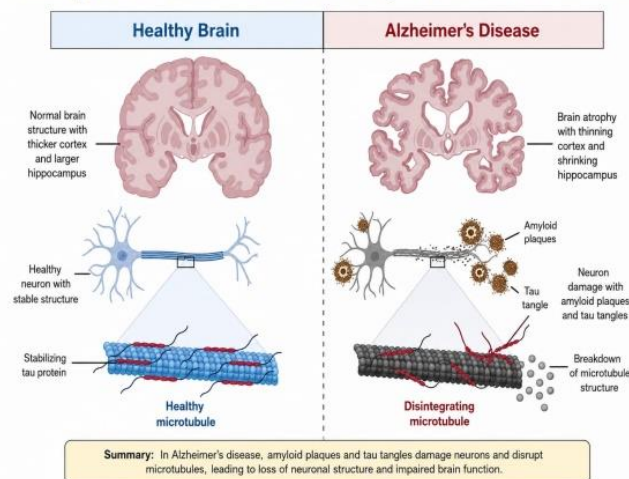 Healthy Brain
Alzheimer's Disease
Normal brain
structure with
thicker cortex
and larger
hippocampus
Brain atrophy
with thinning
cortex and
shrinking
hippocampus
Healthy
neuron with
stable structure
Amyloid
plaques
Tau
tangle
Neuron
damage with
amyloid plaques
and tau tangles
Stabilizing
tau protein
Breakdown
of microtubule
structure
Healthy
microtubule
Disintegrating
microtubule
Summary: In Alzheimer's disease, amyloid plaques and tau tangles damage neurons and disrupt
microtubules, leading to loss of neuronal structure and impaired brain function.